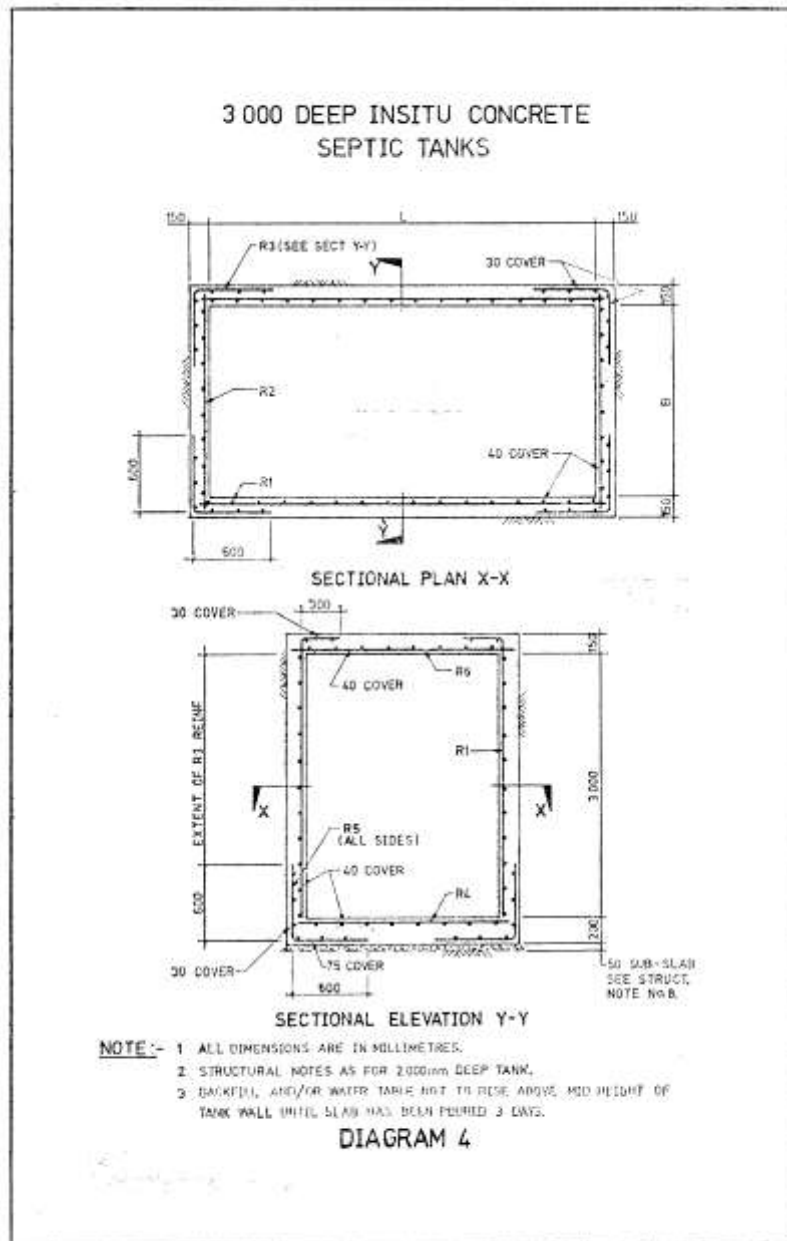 3 000 DEEP INSITU CONCRETE
SEPTIC TANKS
150
L
150
R3 (SEE SECT Y-Y)
Y
30 COVER
150
R2
B
600
40 COVER
R1
150
Y
600
SECTIONAL PLAN X-X
30 COVER
300
150
40 COVER
R6
EXTENT OF R3 REINF
R1
3 000
X
X
R5
(ALL SIDES)
40 COVER
600
R4
200
30 COVER
75 COVER
600
50 SUB-SLAB
SEE STRUCT.
NOTE No 8.
SECTIONAL ELEVATION Y-Y
NOTE:- 1 ALL DIMENSIONS ARE IN MILLIMETRES.
2 STRUCTURAL NOTES AS FOR 2000mm DEEP TANK.
3 BACKFILL AND/OR WATER TABLE NOT TO RISE ABOVE MID HEIGHT OF
TANK WALL UNTIL SLAB HAS BEEN POURED 3 DAYS.
DIAGRAM 4